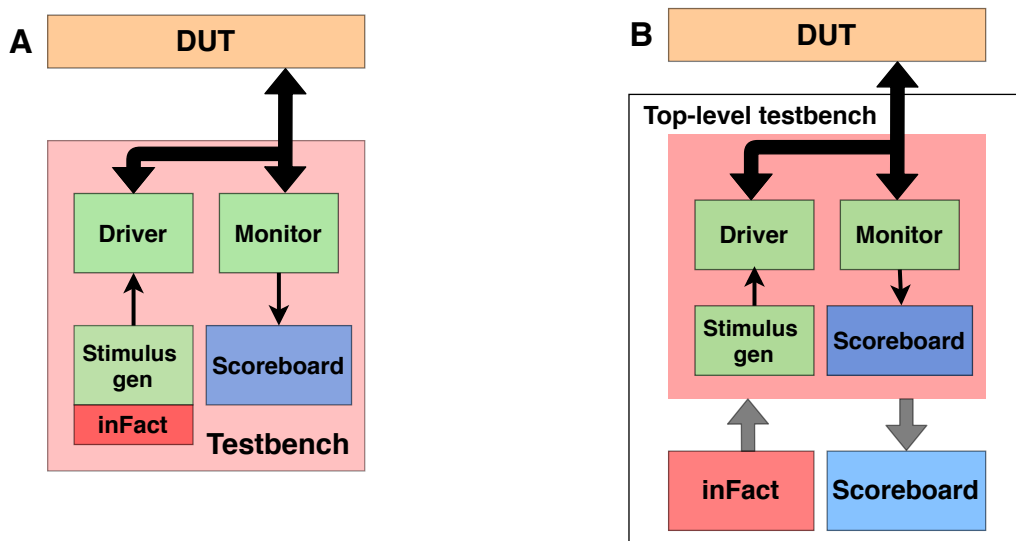 A
DUT
Driver
Monitor
Stimulus
gen
Scoreboard
inFact
Testbench
B
DUT
Top-level testbench
Driver
Monitor
Stimulus
gen
Scoreboard
inFact
Scoreboard